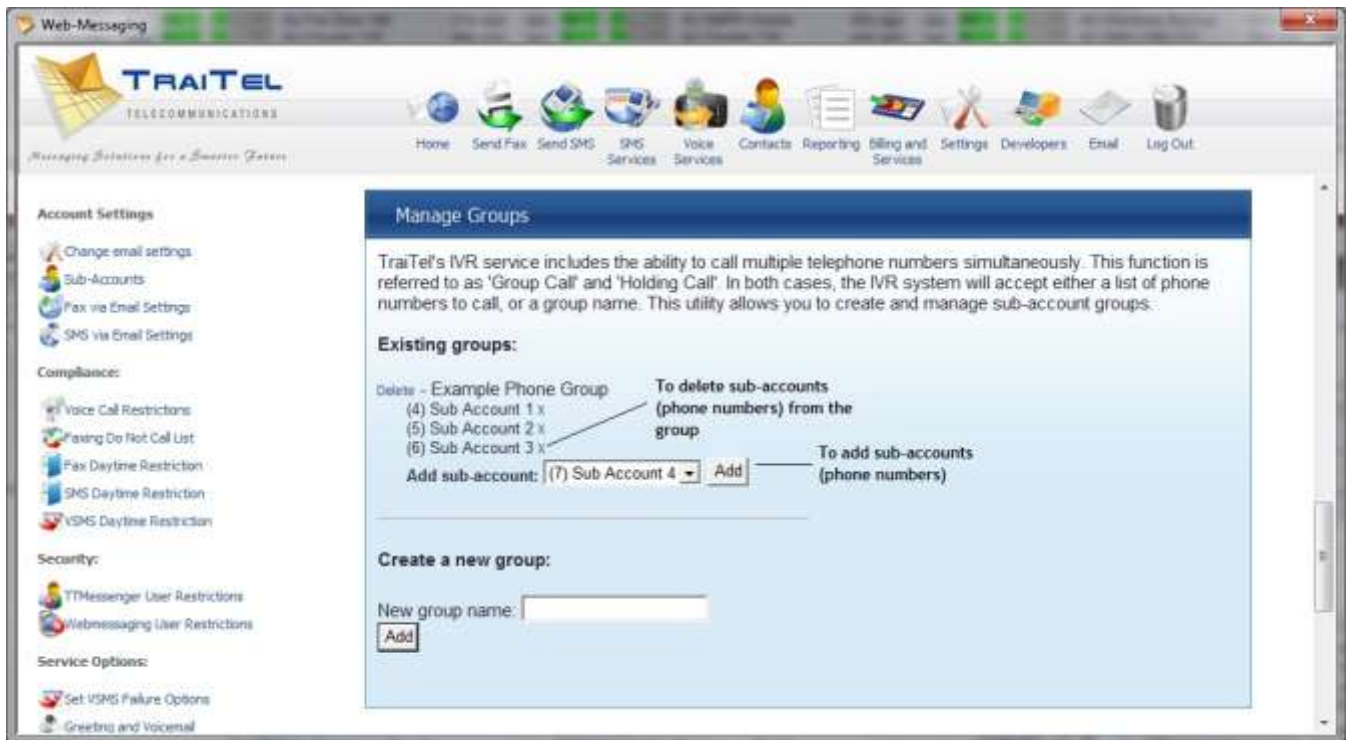 Web-Messaging
TRAITEL
TELECOMMUNICATIONS
Messaging Solutions for a Smarter Future
Home
Send Fax
Send SMS
SMS Services
Voice Services
Contacts
Reporting
Billing and Services
Settings
Developers
Email
Log Out
Account Settings
Change email settings
Sub-Accounts
Fax via Email Settings
SMS via Email Settings
Compliance:
Voice Call Restrictions
Faxing Do Not Call List
Fax Daytime Restriction
SMS Daytime Restriction
VSMS Daytime Restriction
Security:
TTMessenger User Restrictions
Webmessaging User Restrictions
Service Options:
Set VSMS Failure Options
Greeting and Voicemail
Manage Groups
TraiTel's IVR service includes the ability to call multiple telephone numbers simultaneously. This function is
referred to as 'Group Call' and 'Holding Call'. In both cases, the IVR system will accept either a list of phone
numbers to call, or a group name. This utility allows you to create and manage sub-account groups.
Existing groups:
Delete - Example Phone Group
(4) Sub Account 1 x
(5) Sub Account 2 x
(6) Sub Account 3 x
Add sub-account: (7) Sub Account 4 Add
To delete sub-accounts
(phone numbers) from the
group
To add sub-accounts
(phone numbers)
Create a new group:
New group name:
Add